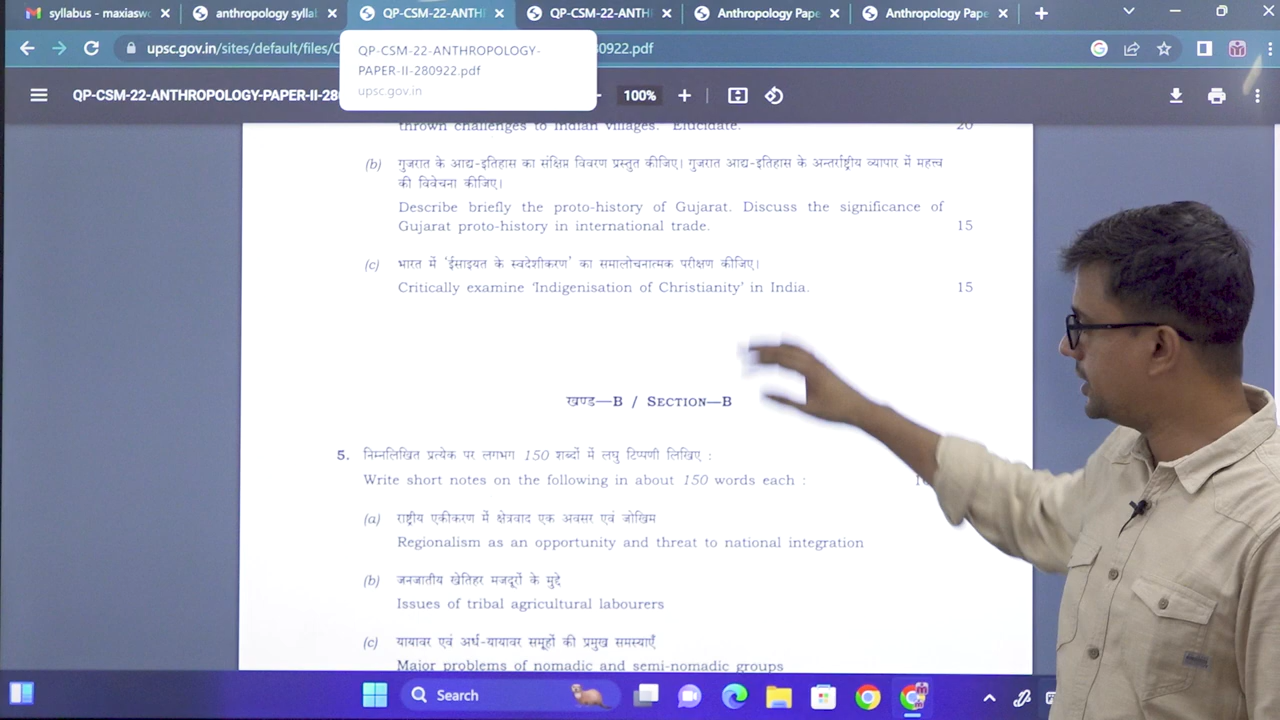 syllabus - maxiasw
anthropology sylla
QP-CSM-22-ANTH
QP-CSM-22-ANTH
Anthropology Pape
Anthropology Pape
upsc.gov.in/sites/default/files/
0922.pdf
QP-CSM-22-ANTHROPOLOGY-
PAPER-II-280922.pdf
upsc.gov.in
QP-CSM-22-ANTHROPOLOGY-PAPER-II-28
100%
thrown challenges to Indian villages. Elucidate. 20
(b) गुजरात के आद्य-इतिहास का संक्षिप्त विवरण प्रस्तुत कीजिए। गुजरात आद्य-इतिहास के अन्तर्राष्ट्रीय व्यापार में महत्त्व
की विवेचना कीजिए।
Describe briefly the proto-history of Gujarat. Discuss the significance of
Gujarat proto-history in international trade. 15
(c) भारत में 'ईसाइयत के स्वदेशीकरण' का समालोचनात्मक परीक्षण कीजिए।
Critically examine 'Indigenisation of Christianity' in India. 15
खण्ड—B / SECTION—B
5. निम्नलिखित प्रत्येक पर लगभग 150 शब्दों में लघु टिप्पणी लिखिए :
Write short notes on the following in about 150 words each :
(a) राष्ट्रीय एकीकरण में क्षेत्रवाद एक अवसर एवं जोखिम
Regionalism as an opportunity and threat to national integration
(b) जनजातीय खेतिहर मजदूरों के मुद्दे
Issues of tribal agricultural labourers
(c) यायावर एवं अर्ध-यायावर समूहों की प्रमुख समस्याएँ
Major problems of nomadic and semi-nomadic groups
Search